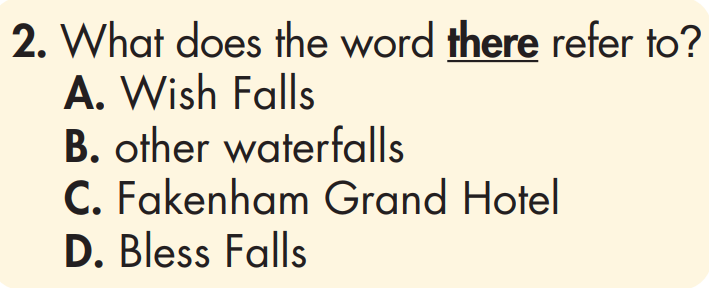 2. What does the word there refer to?
A. Wish Falls
B. other waterfalls
C. Fakenham Grand Hotel
D. Bless Falls